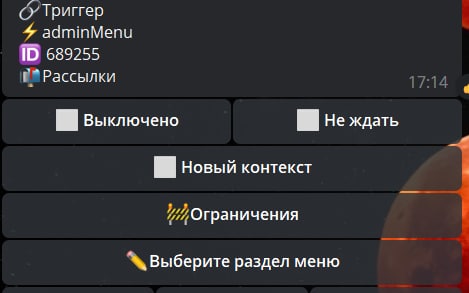 🔗Триггер
⚡adminMenu
🆔 689255
📬Рассылки
17:14
⬜ Выключено
⬜ Не ждать
⬜ Новый контекст
🚧Ограничения
✏️Выберите раздел меню